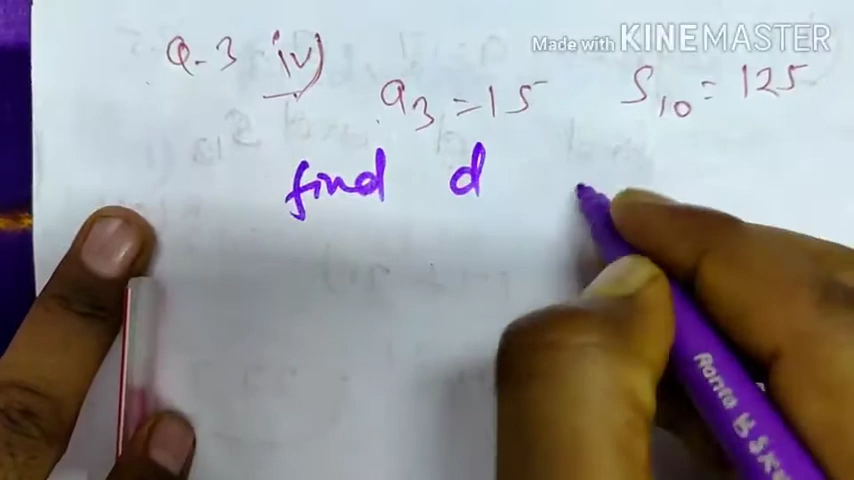 Made with KINEMASTER
Q-3 iv)
a3 = 15 S10 = 125
find d